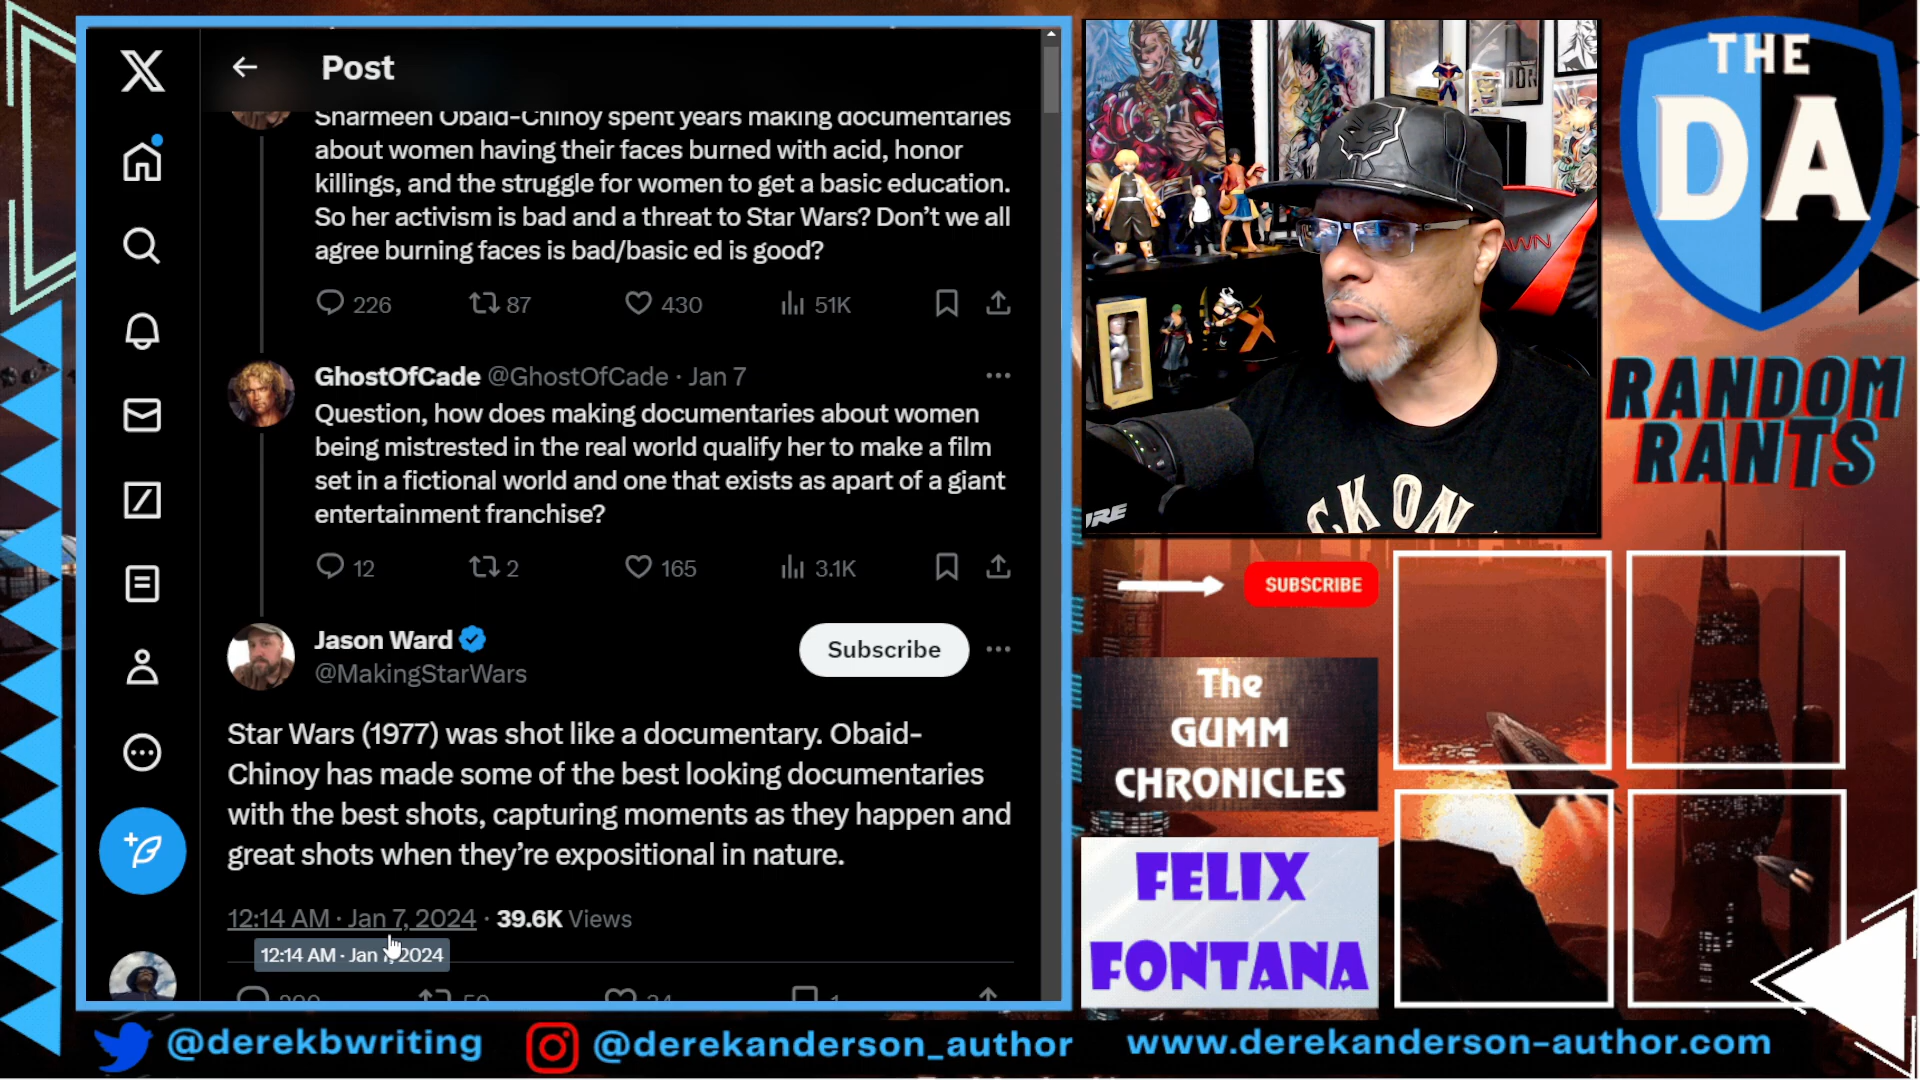 Post
Sharmeen Obaid-Chinoy spent years making documentaries
about women having their faces burned with acid, honor
killings, and the struggle for women to get a basic education.
So her activism is bad and a threat to Star Wars? Don't we all
agree burning faces is bad/basic ed is good?
226 87 430 51K
GhostOfCade @GhostOfCade · Jan 7
Question, how does making documentaries about women
being mistrested in the real world qualify her to make a film
set in a fictional world and one that exists as apart of a giant
entertainment franchise?
12 2 165 3.1K
Jason Ward
@MakingStarWars
Subscribe
Star Wars (1977) was shot like a documentary. Obaid-
Chinoy has made some of the best looking documentaries
with the best shots, capturing moments as they happen and
great shots when they're expositional in nature.
12:14 AM · Jan 7, 2024 · 39.6K Views
12:14 AM · Jan 7, 2024
THE
DA
RANDOM
RANTS
CK ON
SUBSCRIBE
The
GUMM
CHRONICLES
FELIX
FONTANA
@derekbwriting
@derekanderson_author
www.derekanderson-author.com